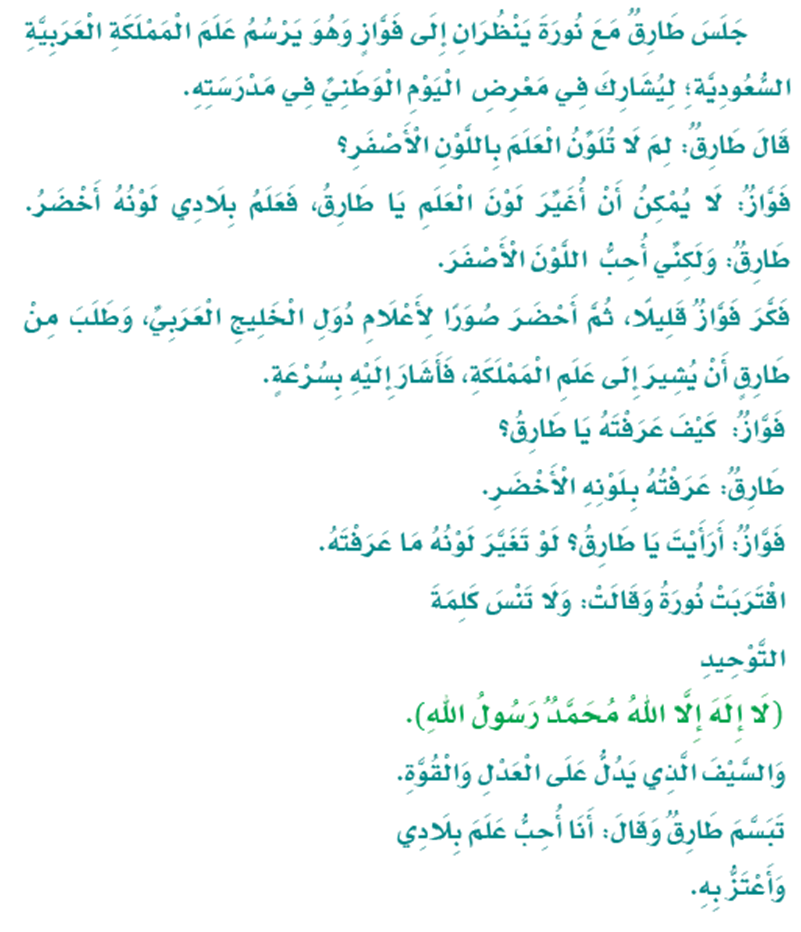 جَلَسَ طَارِقٌ مَعَ نُورَةَ يَنْظُرَانِ إِلَى فَوَّازٍ وَهُوَ يَرْسُمُ عَلَمَ الْمَمْلَكَةِ الْعَرَبِيَّةِ
السُّعُودِيَّةِ؛ لِيُشَارِكَ فِي مَعْرِضِ الْيَوْمِ الْوَطَنِيِّ فِي مَدْرَسَتِهِ.
قَالَ طَارِقٌ: لِمَ لَا تُلَوِّنُ الْعَلَمَ بِاللَّوْنِ الْأَصْفَرِ؟
فَوَّازٌ: لَا يُمْكِنُ أَنْ أُغَيِّرَ لَوْنَ الْعَلَمِ يَا طَارِقُ، فَعَلَمُ بِلَادِي لَوْنُهُ أَخْضَرُ.
طَارِقٌ: وَلَكِنِّي أُحِبُّ اللَّوْنَ الْأَصْفَرَ.
فَكَّرَ فَوَّازٌ قَلِيلًا، ثُمَّ أَحْضَرَ صُوَرًا لِأَعْلَامِ دُوَلِ الْخَلِيجِ الْعَرَبِيِّ، وَطَلَبَ مِنْ
طَارِقٍ أَنْ يُشِيرَ إِلَى عَلَمِ الْمَمْلَكَةِ، فَأَشَارَ إِلَيْهِ بِسُرْعَةٍ.
فَوَّازٌ: كَيْفَ عَرَفْتَهُ يَا طَارِقُ؟
طَارِقٌ: عَرَفْتُهُ بِلَوْنِهِ الْأَخْضَرِ.
فَوَّازٌ: أَرَأَيْتَ يَا طَارِقُ؟ لَوْ تَغَيَّرَ لَوْنُهُ مَا عَرَفْتَهُ.
اقْتَرَبَتْ نُورَةُ وَقَالَتْ: وَلَا تَنْسَ كَلِمَةَ
التَّوْحِيدِ
(لَا إِلَهَ إِلَّا اللهُ مُحَمَّدٌ رَسُولُ اللهِ).
وَالسَّيْفَ الَّذِي يَدُلُّ عَلَى الْعَدْلِ وَالْقُوَّةِ.
تَبَسَّمَ طَارِقٌ وَقَالَ: أَنَا أُحِبُّ عَلَمَ بِلَادِي
وَأَعْتَزُّ بِهِ.